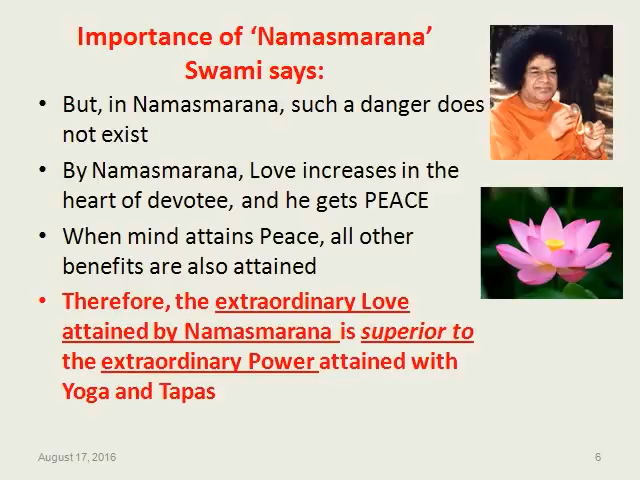 Importance of ‘Namasmarana’
Swami says:
• But, in Namasmarana, such a danger does
not exist
• By Namasmarana, Love increases in the
heart of devotee, and he gets PEACE
• When mind attains Peace, all other
benefits are also attained
• Therefore, the extraordinary Love
attained by Namasmarana is superior to
the extraordinary Power attained with
Yoga and Tapas
August 17, 2016
6